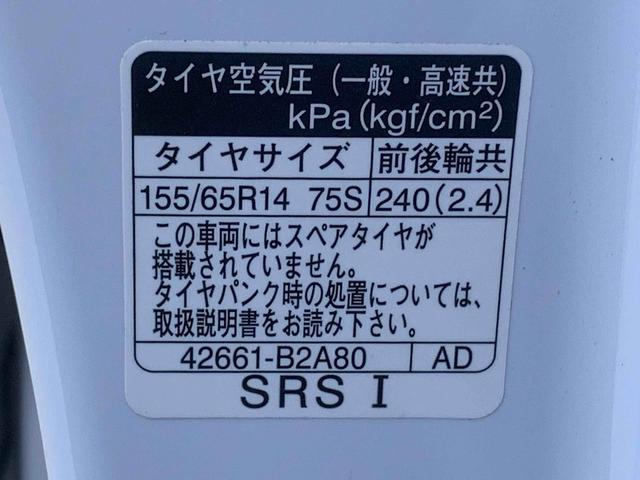 タイヤ空気圧（一般・高速共）
kPa(kgf/cm²)
タイヤサイズ 前後輪共
155/65R14 75S 240(2.4)
この車両にはスペアタイヤが
搭載されていません。
タイヤパンク時の処置については、
取扱説明書をお読み下さい。
42661-B2A80 AD
SRS I